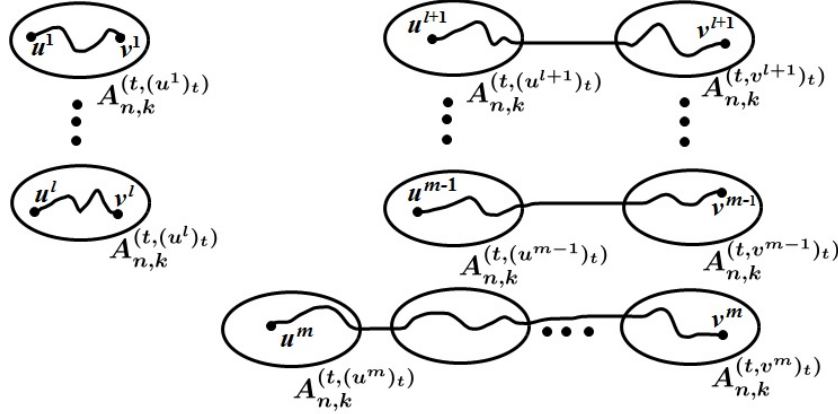 u^1 v^1 u^{l+1} v^{l+1}
A_{n,k}^{(t,(u^1)_t)} A_{n,k}^{(t,(u^{l+1})_t)} A_{n,k}^{(t,v^{l+1})_t)}
u^l v^l u^{m-1} v^{m-1}
A_{n,k}^{(t,(u^l)_t)} A_{n,k}^{(t,(u^{m-1})_t)} A_{n,k}^{(t,v^{m-1})_t)}
u^m v^m
A_{n,k}^{(t,(u^m)_t)} A_{n,k}^{(t,v^m)_t)}